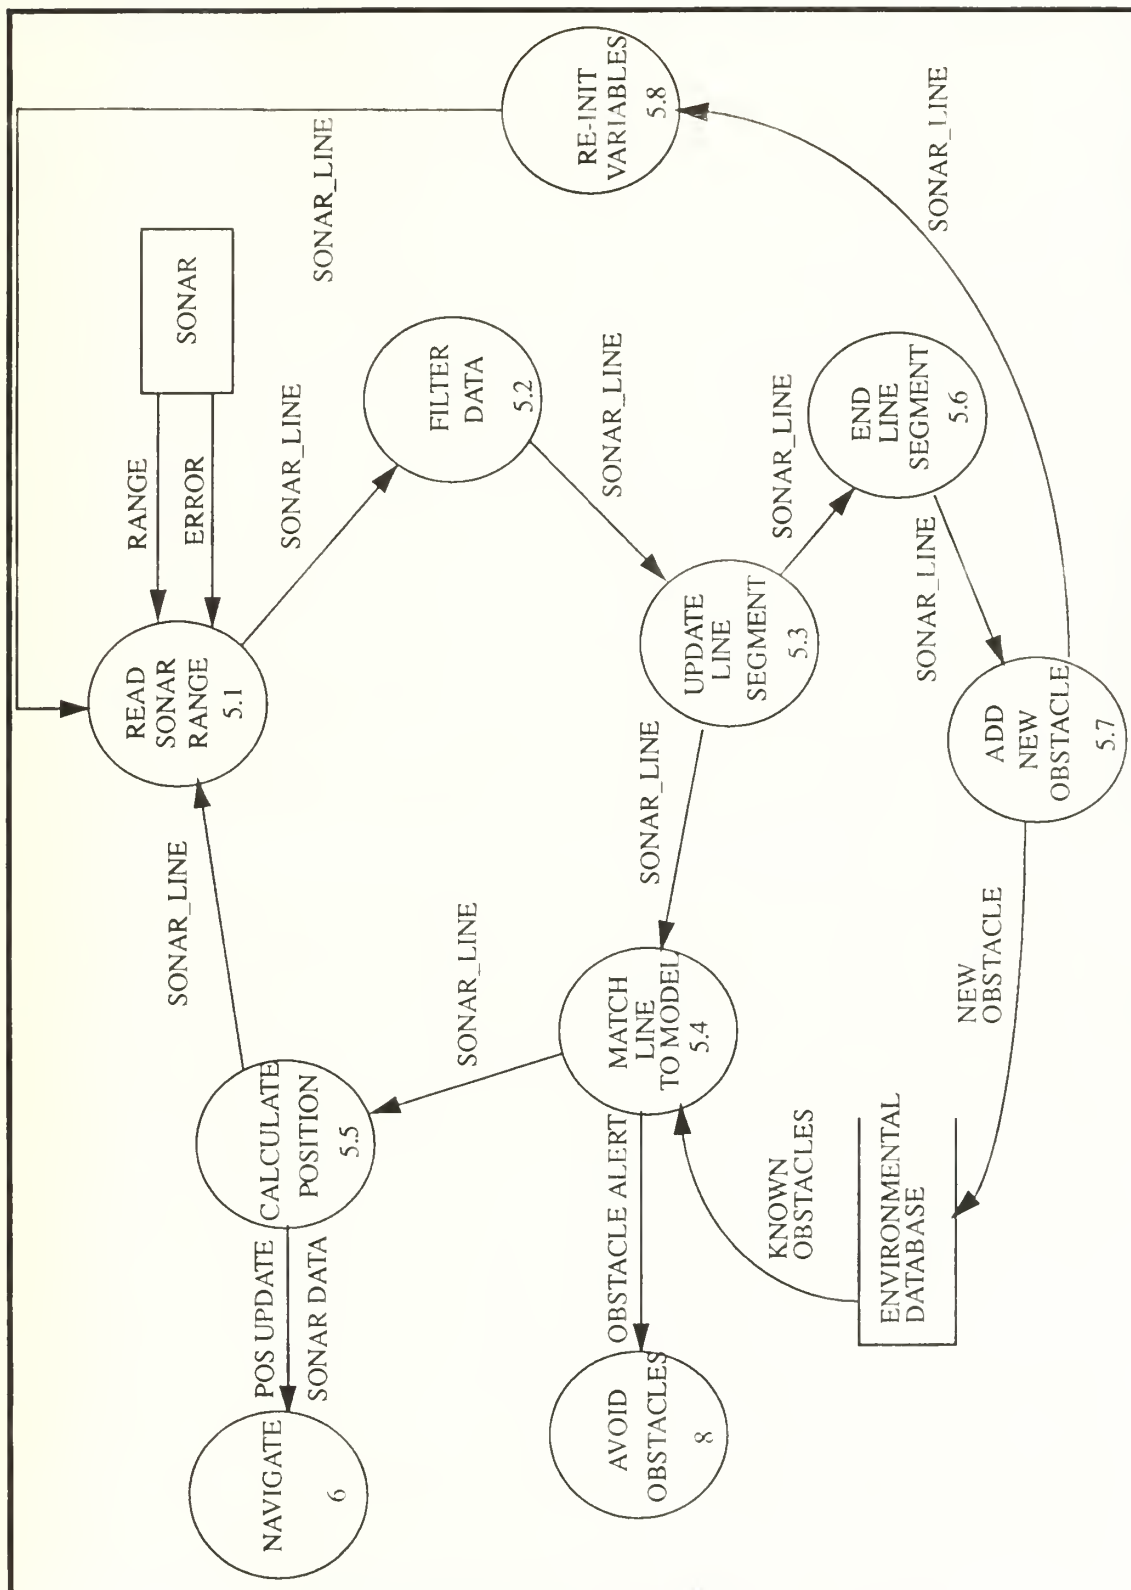 NAVIGATE
6
POS UPDATE
SONAR DATA
CALCULATE
POSITION
5.5
SONAR_LINE
READ
SONAR
RANGE
5.1
RANGE
ERROR
SONAR
SONAR_LINE
SONAR_LINE
FILTER
DATA
5.2
SONAR_LINE
SONAR_LINE
AVOID
OBSTACLES
8
OBSTACLE ALERT
MATCH
LINE
TO MODEL
5.4
SONAR_LINE
UPDATE
LINE
SEGMENT
5.3
SONAR_LINE
END
LINE
SEGMENT
5.6
RE-INIT
VARIABLES
5.8
SONAR_LINE
SONAR_LINE
KNOWN
OBSTACLES
ENVIRONMENTAL
DATABASE
NEW
OBSTACLE
ADD
NEW
OBSTACLE
5.7